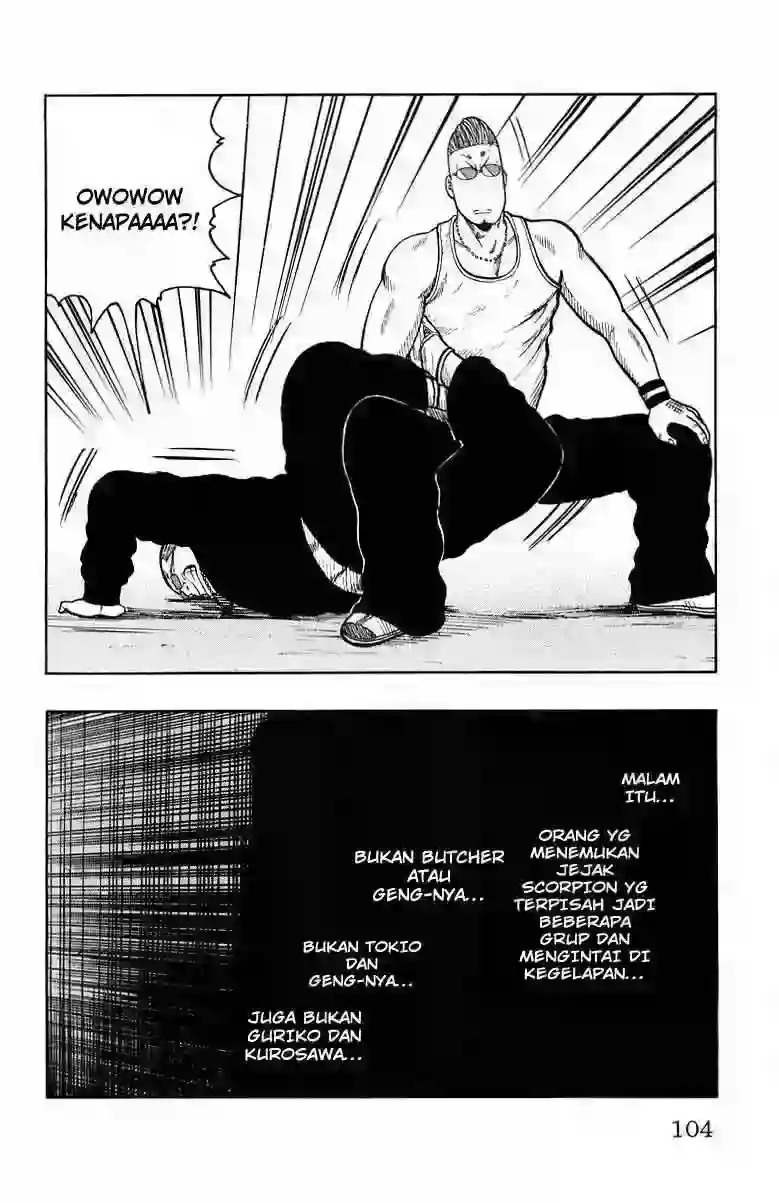 OWOWOW
KENAPAAAA?!
MALAM
ITU...
ORANG YG
MENEMUKAN
JEJAK
SCORPION YG
TERPISAH JADI
BEBERAPA
GRUP DAN
MENGINTAI DI
KEGELAPAN...
BUKAN BUTCHER
ATAU
GENG-NYA...
BUKAN TOKIO
DAN
GENG-NYA...
JUGA BUKAN
GURIKO DAN
KUROSAWA...
104